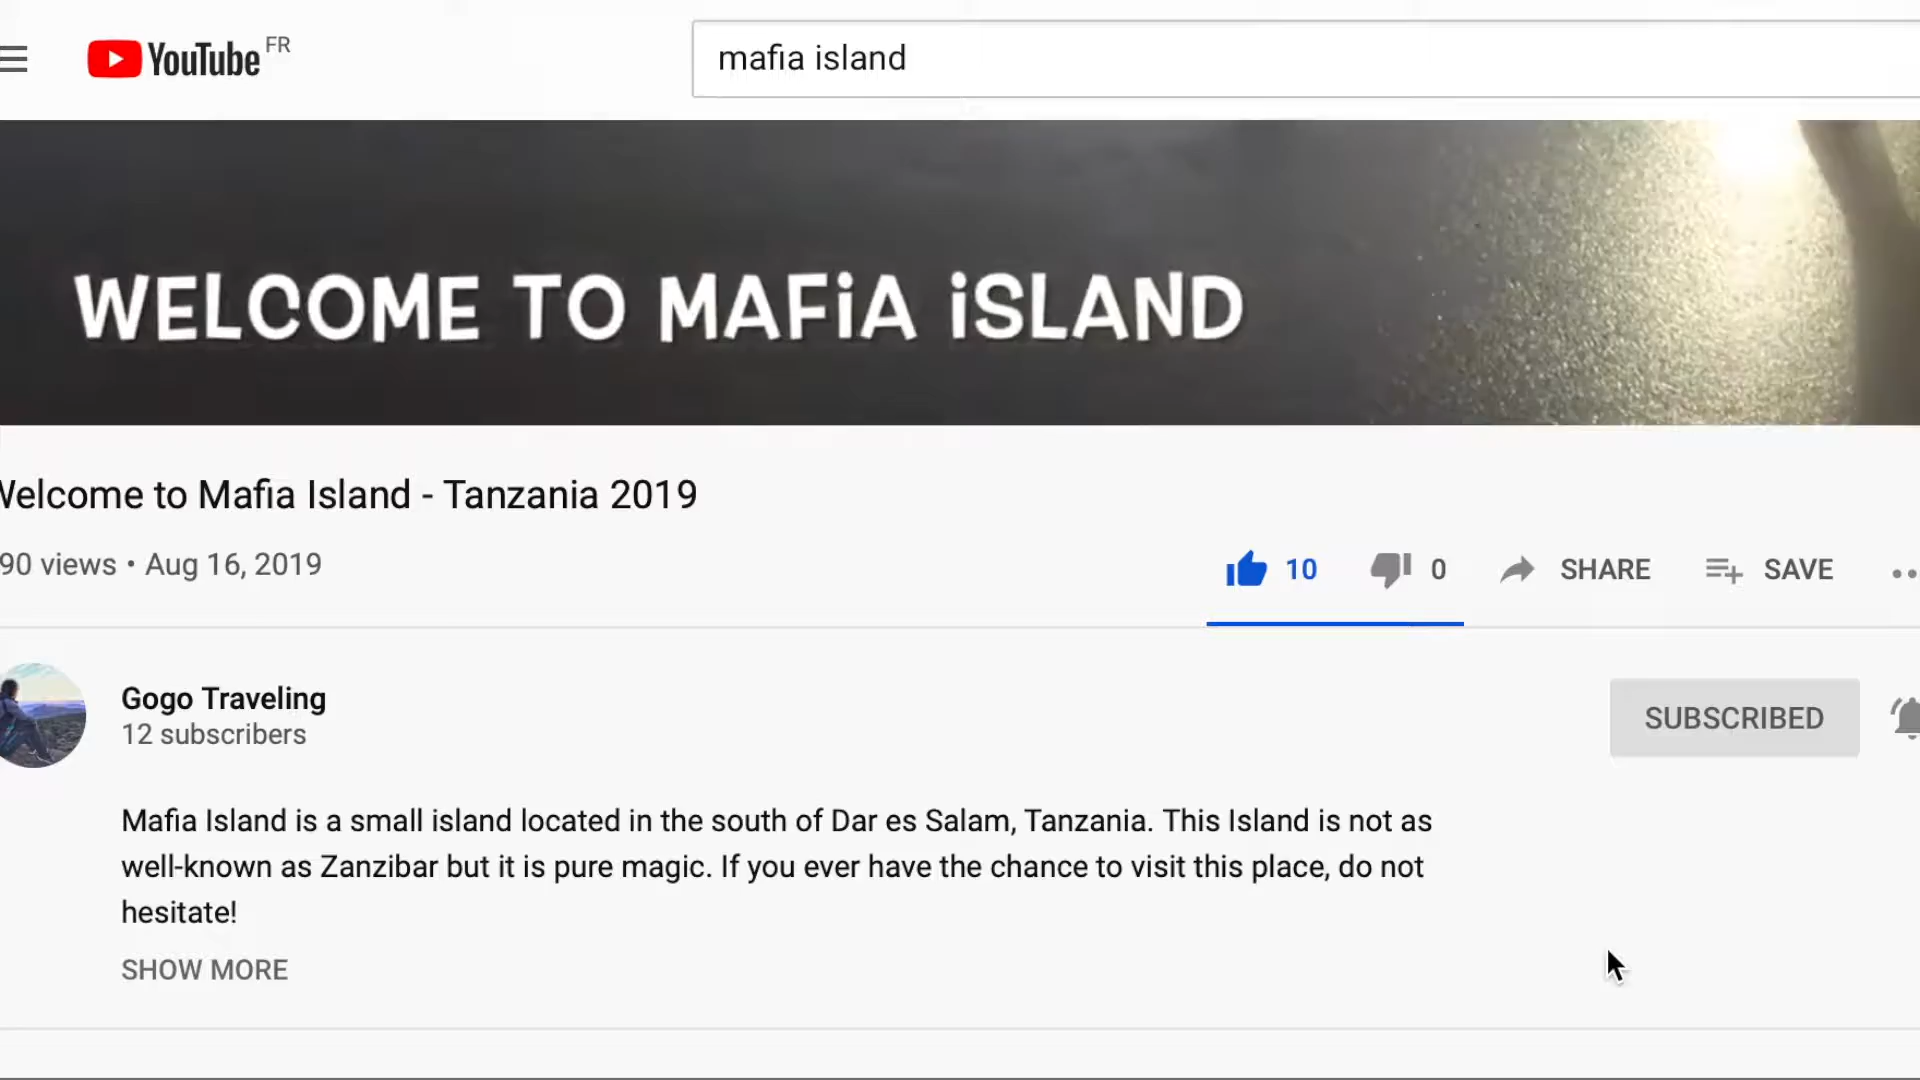 YouTube FR
mafia island
WELCOME TO MAFiA iSLAND
Welcome to Mafia Island - Tanzania 2019
90 views • Aug 16, 2019
10 0 SHARE SAVE
Gogo Traveling
12 subscribers
SUBSCRIBED
Mafia Island is a small island located in the south of Dar es Salam, Tanzania. This Island is not as
well-known as Zanzibar but it is pure magic. If you ever have the chance to visit this place, do not
hesitate!
SHOW MORE